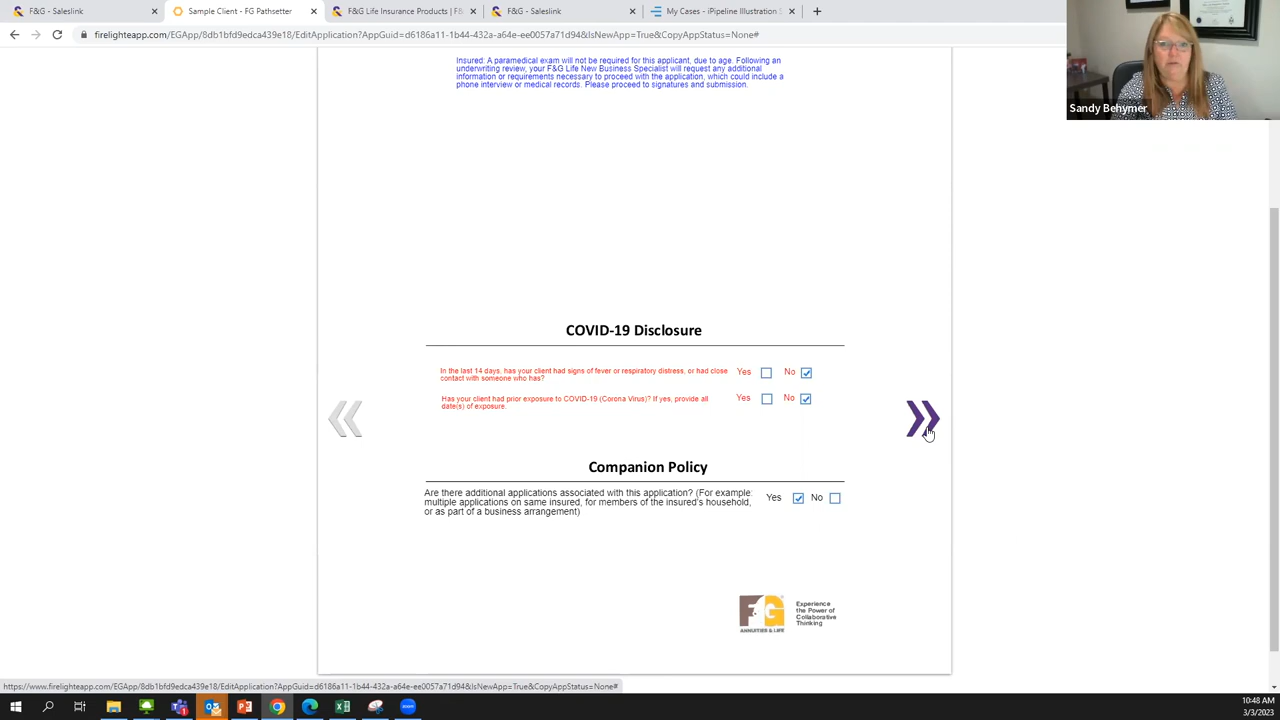 F&G - Saleslink
Sample Client - FG Pathsetter
F&G Life Insurance Products | F&
F&G - Saleslink
My Cases - iPipeline Illustration S
firelighteapp.com/EGApp/8db1bfd9edca439e18/EditApplication?AppGuid=d6186a11-1b44-432a-a64e-ee0057a71d94&IsNewApp=True&CopyAppStatus=None#
Sandy Behymer
Insured: A paramedical exam will not be required for this applicant, due to age. Following an
underwriting review, your F&G Life New Business Specialist will request any additional
information or requirements necessary to proceed with the application, which could include a
phone interview or medical records. Please proceed to signatures and submission.
COVID-19 Disclosure
In the last 14 days, has your client had signs of fever or respiratory distress, or had close
contact with someone who has?
Yes No
Has your client had prior exposure to COVID-19 (Corona Virus)? If yes, provide all
date(s) of exposure.
Yes No
Companion Policy
Are there additional applications associated with this application? (For example:
multiple applications on same insured, for members of the insured's household,
or as part of a business arrangement)
Yes No
F&G
ANNUITIES & LIFE
Experience
the Power of
Collaborative
Thinking
https://www.firelighteapp.com/EGApp/8db1bfd9edca439e18/EditApplication?AppGuid=d6186a11-1b44-432a-a64e-ee0057a71d94&IsNewApp=True&CopyAppStatus=None#
10:48 AM
3/3/2023